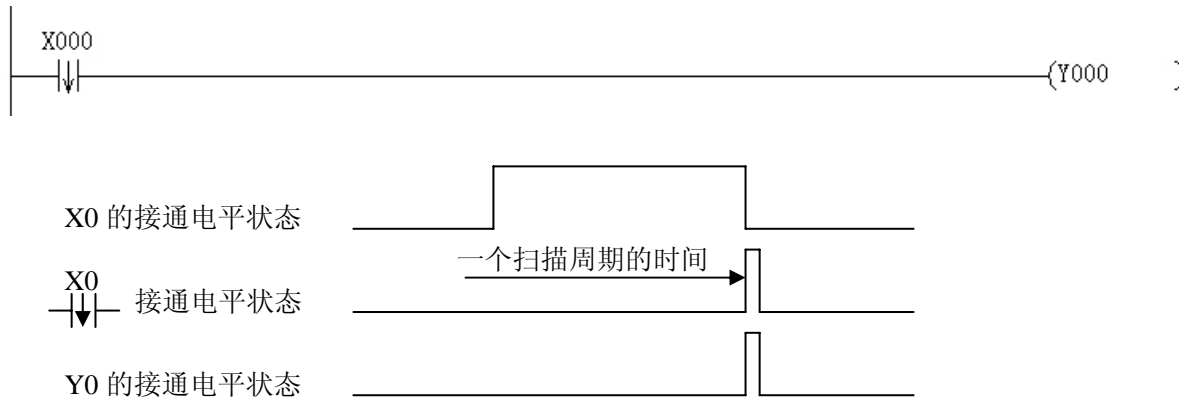 X000
(Y000 )
X0 的接通电平状态
一个扫描周期的时间
X0
接通电平状态
Y0 的接通电平状态